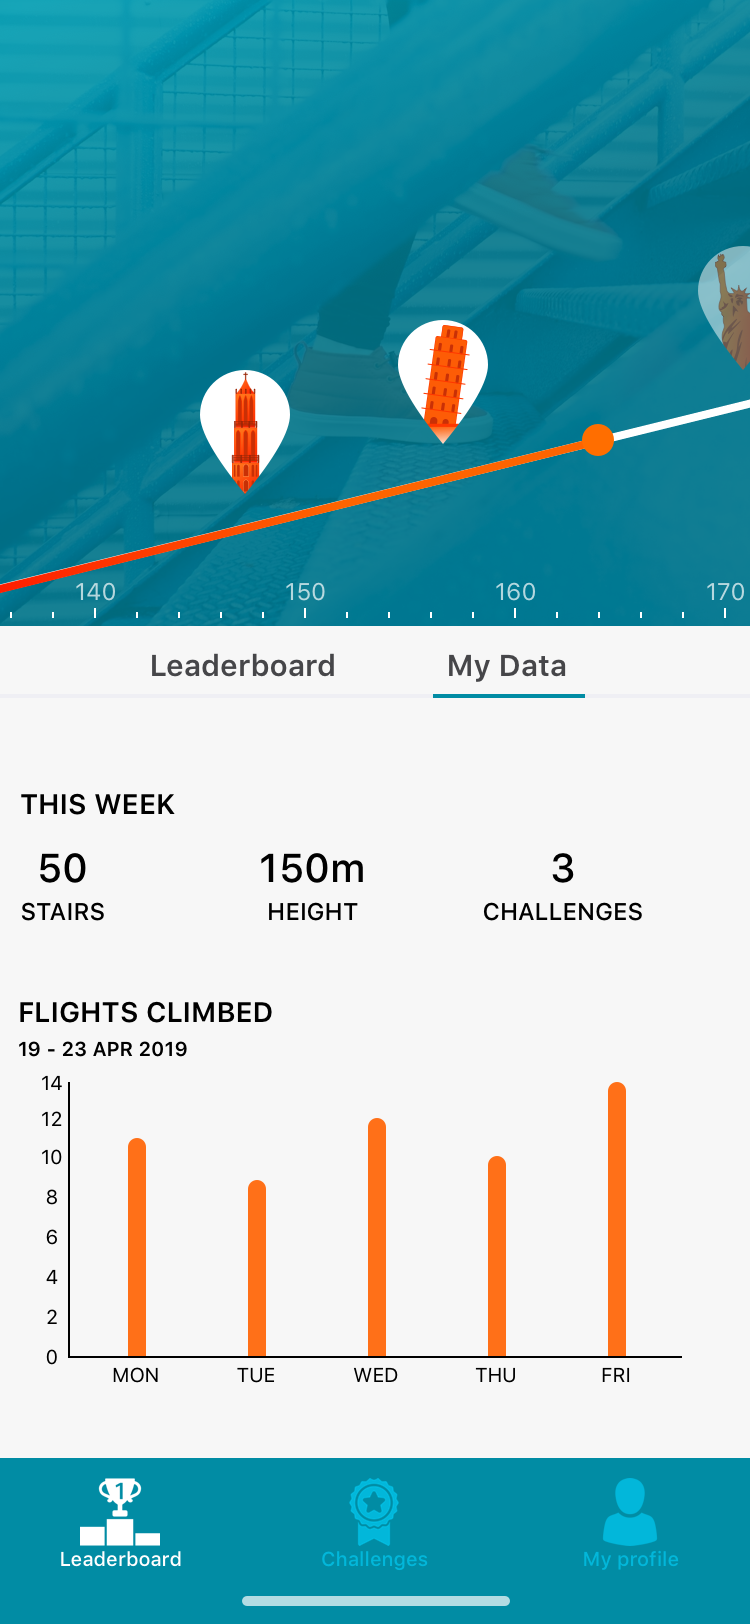 140 150 160 170
Leaderboard My Data
THIS WEEK
50 150m 3
STAIRS HEIGHT CHALLENGES
FLIGHTS CLIMBED
19 - 23 APR 2019
14
12
10
8
6
4
2
0
MON TUE WED THU FRI
1
Leaderboard Challenges My profile